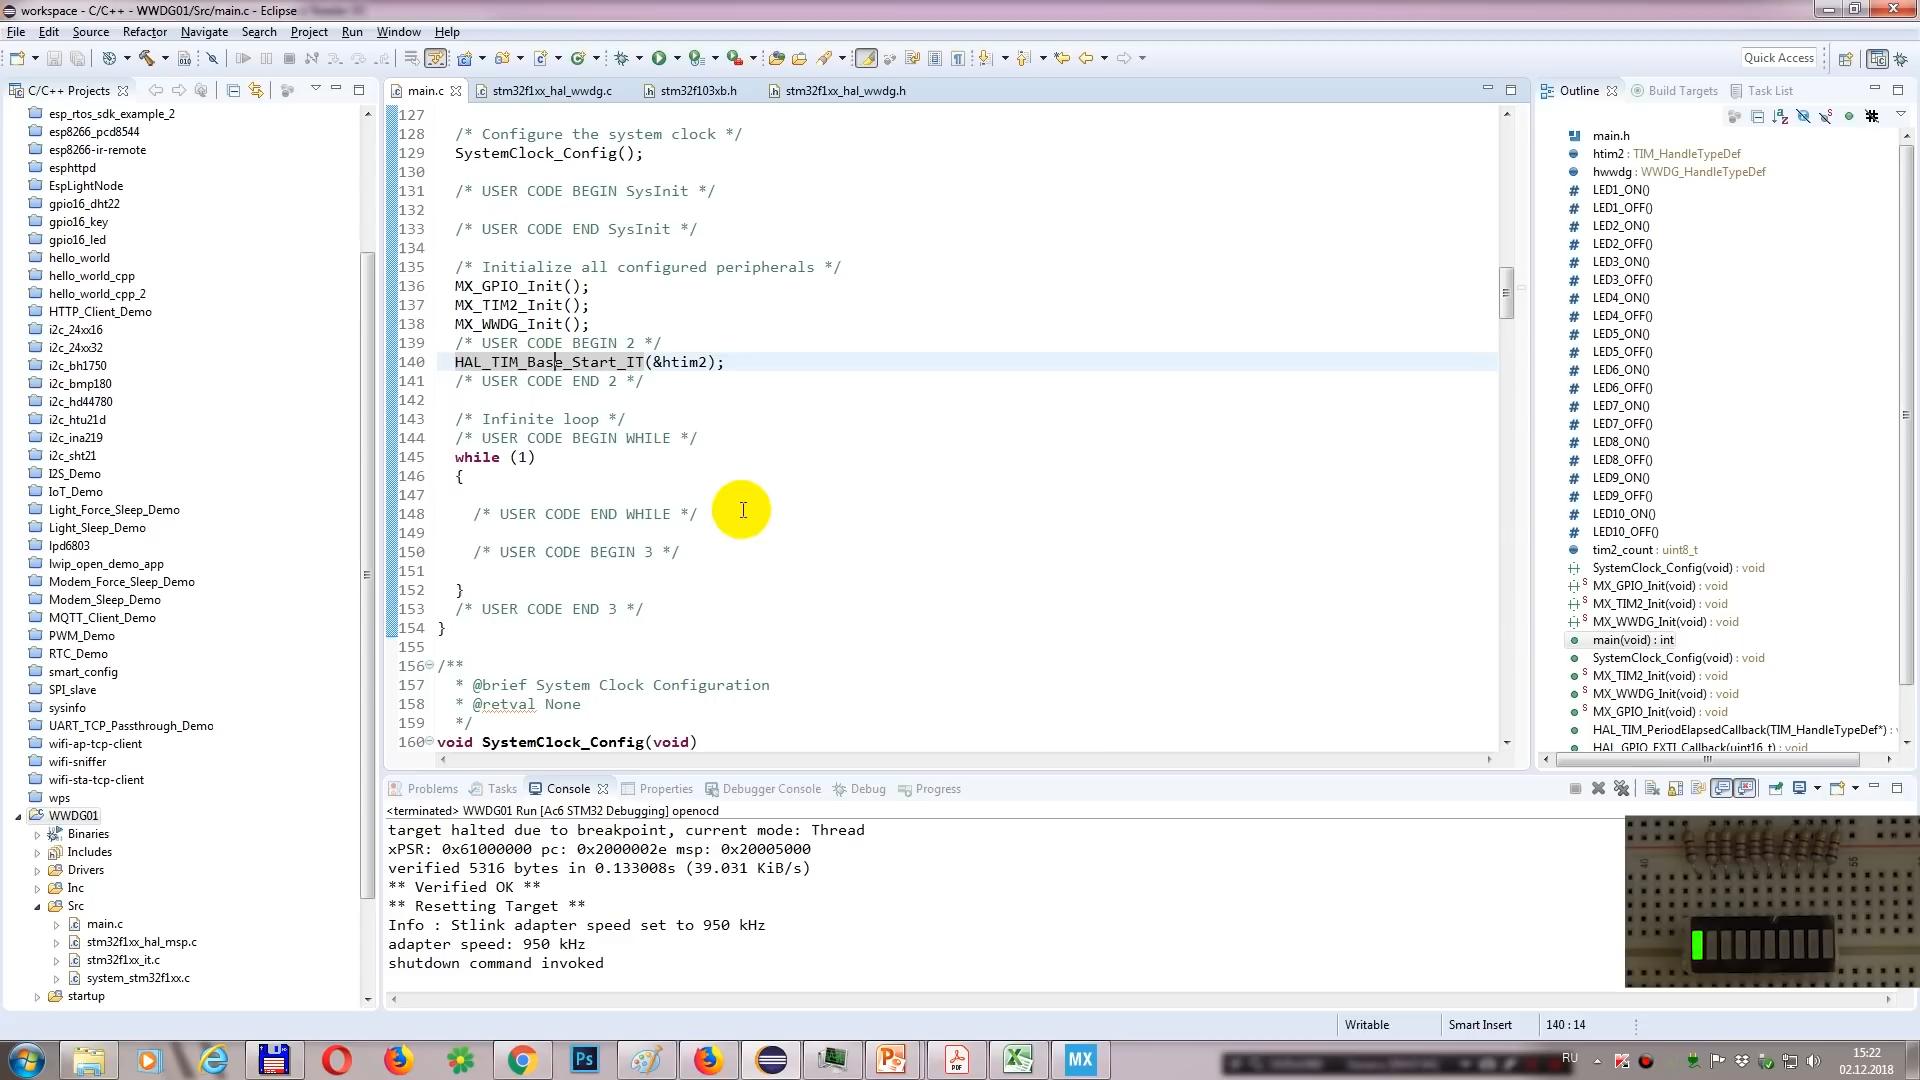 workspace - C/C++ - WWDG01/Src/main.c - Eclipse
File Edit Source Refactor Navigate Search Project Run Window Help
Quick Access
C/C++ Projects
esp_rtos_sdk_example_2
esp8266_pcd8544
esp8266-ir-remote
esphttpd
EspLightNode
gpio16_dht22
gpio16_key
gpio16_led
hello_world
hello_world_cpp
hello_world_cpp_2
HTTP_Client_Demo
i2c_24xx16
i2c_24xx32
i2c_bh1750
i2c_bmp180
i2c_hd44780
i2c_htu21d
i2c_ina219
i2c_sht21
I2S_Demo
IoT_Demo
Light_Force_Sleep_Demo
Light_Sleep_Demo
lpd6803
lwip_open_demo_app
Modem_Force_Sleep_Demo
Modem_Sleep_Demo
MQTT_Client_Demo
PWM_Demo
RTC_Demo
smart_config
SPI_slave
sysinfo
UART_TCP_Passthrough_Demo
wifi-ap-tcp-client
wifi-sniffer
wifi-sta-tcp-client
wps
WWDG01
Binaries
Includes
Drivers
Inc
Src
main.c
stm32f1xx_hal_msp.c
stm32f1xx_it.c
system_stm32f1xx.c
startup
main.c stm32f1xx_hal_wwdg.c stm32f103xb.h stm32f1xx_hal_wwdg.h
127
128 /* Configure the system clock */
129 SystemClock_Config();
130
131 /* USER CODE BEGIN SysInit */
132
133 /* USER CODE END SysInit */
134
135 /* Initialize all configured peripherals */
136 MX_GPIO_Init();
137 MX_TIM2_Init();
138 MX_WWDG_Init();
139 /* USER CODE BEGIN 2 */
140 HAL_TIM_Base_Start_IT(&htim2);
141 /* USER CODE END 2 */
142
143 /* Infinite loop */
144 /* USER CODE BEGIN WHILE */
145 while (1)
146 {
147
148 /* USER CODE END WHILE */
149
150 /* USER CODE BEGIN 3 */
151
152 }
153 /* USER CODE END 3 */
154 }
155
156 /**
157 * @brief System Clock Configuration
158 * @retval None
159 */
160 void SystemClock_Config(void)
Outline Build Targets Task List
main.h
htim2 : TIM_HandleTypeDef
hwwdg : WWDG_HandleTypeDef
LED1_ON()
LED1_OFF()
LED2_ON()
LED2_OFF()
LED3_ON()
LED3_OFF()
LED4_ON()
LED4_OFF()
LED5_ON()
LED5_OFF()
LED6_ON()
LED6_OFF()
LED7_ON()
LED7_OFF()
LED8_ON()
LED8_OFF()
LED9_ON()
LED9_OFF()
LED10_ON()
LED10_OFF()
tim2_count : uint8_t
SystemClock_Config(void) : void
MX_GPIO_Init(void) : void
MX_TIM2_Init(void) : void
MX_WWDG_Init(void) : void
main(void) : int
SystemClock_Config(void) : void
MX_TIM2_Init(void) : void
MX_WWDG_Init(void) : void
MX_GPIO_Init(void) : void
HAL_TIM_PeriodElapsedCallback(TIM_HandleTypeDef*) :
HAL_GPIO_EXTI_Callback(uint16_t) : void
Problems Tasks Console Properties Debugger Console Debug Progress
<terminated> WWDG01 Run [Ac6 STM32 Debugging] openocd
target halted due to breakpoint, current mode: Thread
xPSR: 0x61000000 pc: 0x2000002e msp: 0x20005000
verified 5316 bytes in 0.133008s (39.031 KiB/s)
** Verified OK **
** Resetting Target **
Info : Stlink adapter speed set to 950 kHz
adapter speed: 950 kHz
shutdown command invoked
Writable Smart Insert 140 : 14
RU
15:22
02.12.2018